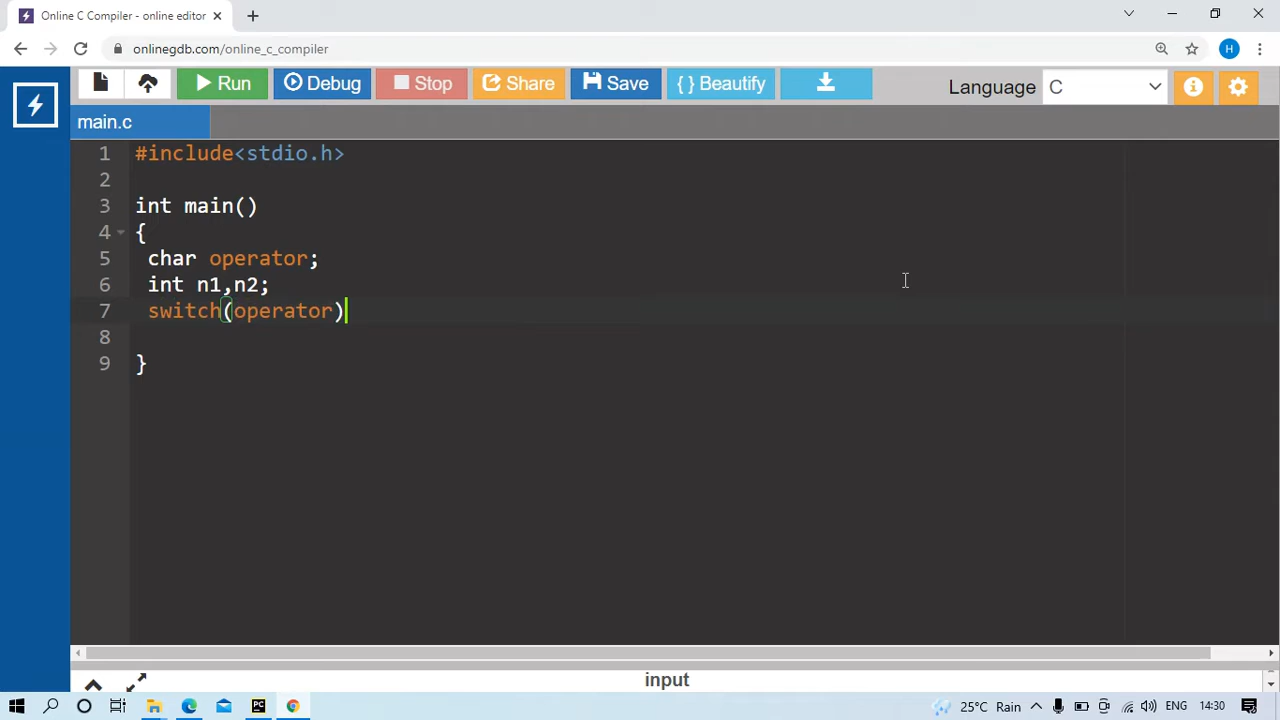 Online C Compiler - online editor
onlinegdb.com/online_c_compiler
H
Run Debug Stop Share Save { } Beautify Language C
main.c
1 #include<stdio.h>
2
3 int main()
4 {
5 char operator;
6 int n1,n2;
7 switch(operator)
8
9 }
input
PC 25°C Rain ENG 14:30